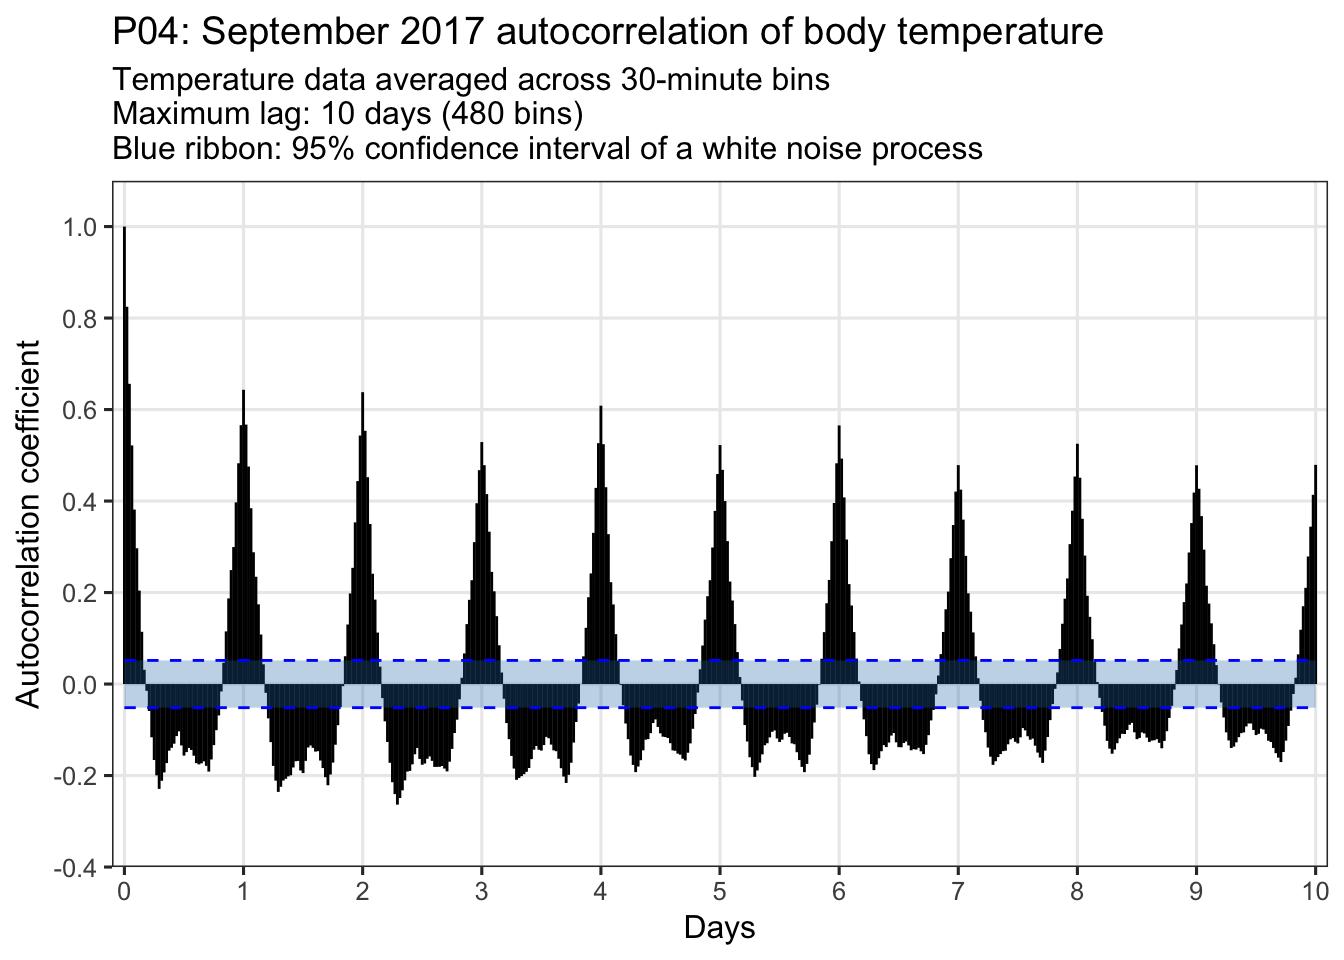 P04: September 2017 autocorrelation of body temperature
Temperature data averaged across 30-minute bins
Maximum lag: 10 days (480 bins)
Blue ribbon: 95% confidence interval of a white noise process
Autocorrelation coefficient
1.0
0.8
0.6
0.4
0.2
0.0
-0.2
-0.4
0 1 2 3 4 5 6 7 8 9 10
Days